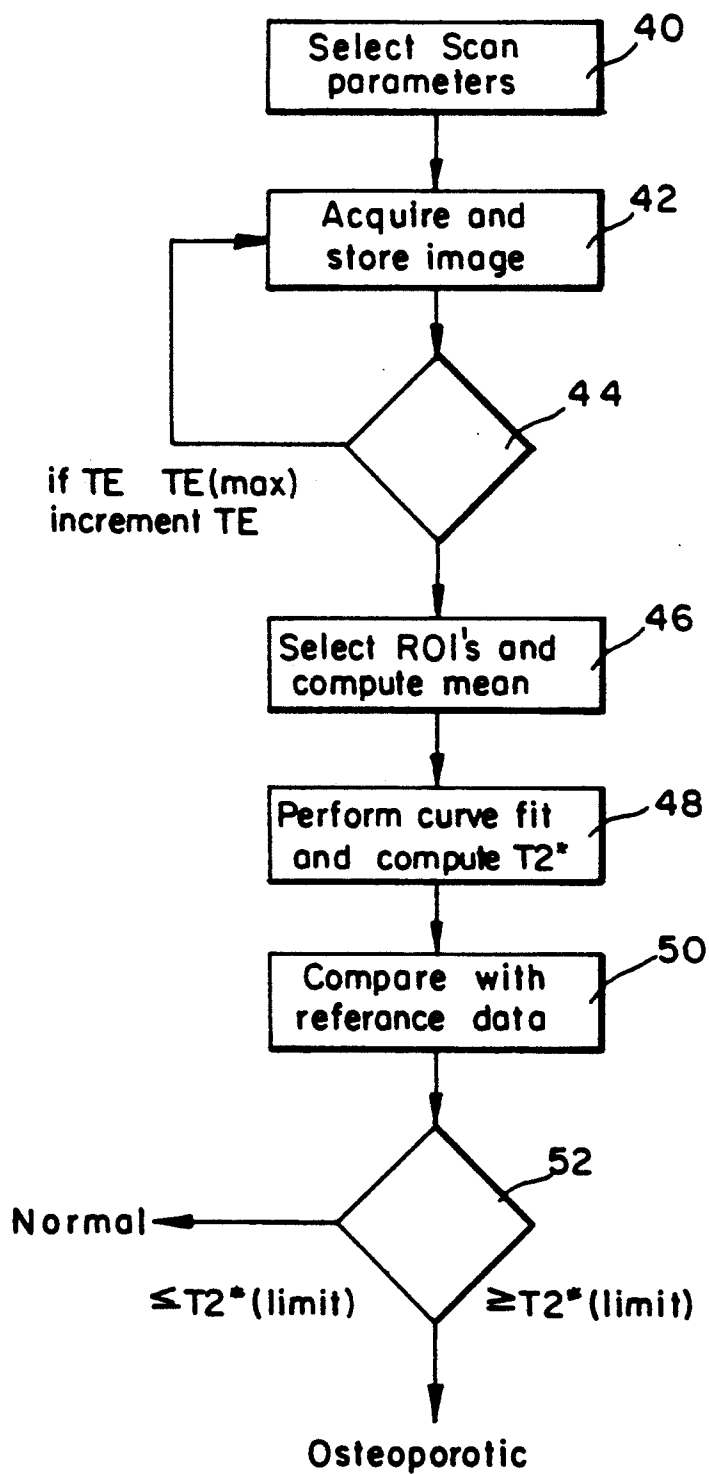 40
Select Scan
parameters
42
Acquire and
store image
44
if TE TE(max)
increment TE
46
Select ROI's and
compute mean
48
Perform curve fit
and compute T2*
50
Compare with
referance data
52
Normal
≤T2*(limit) ≥T2*(limit)
Osteoporotic